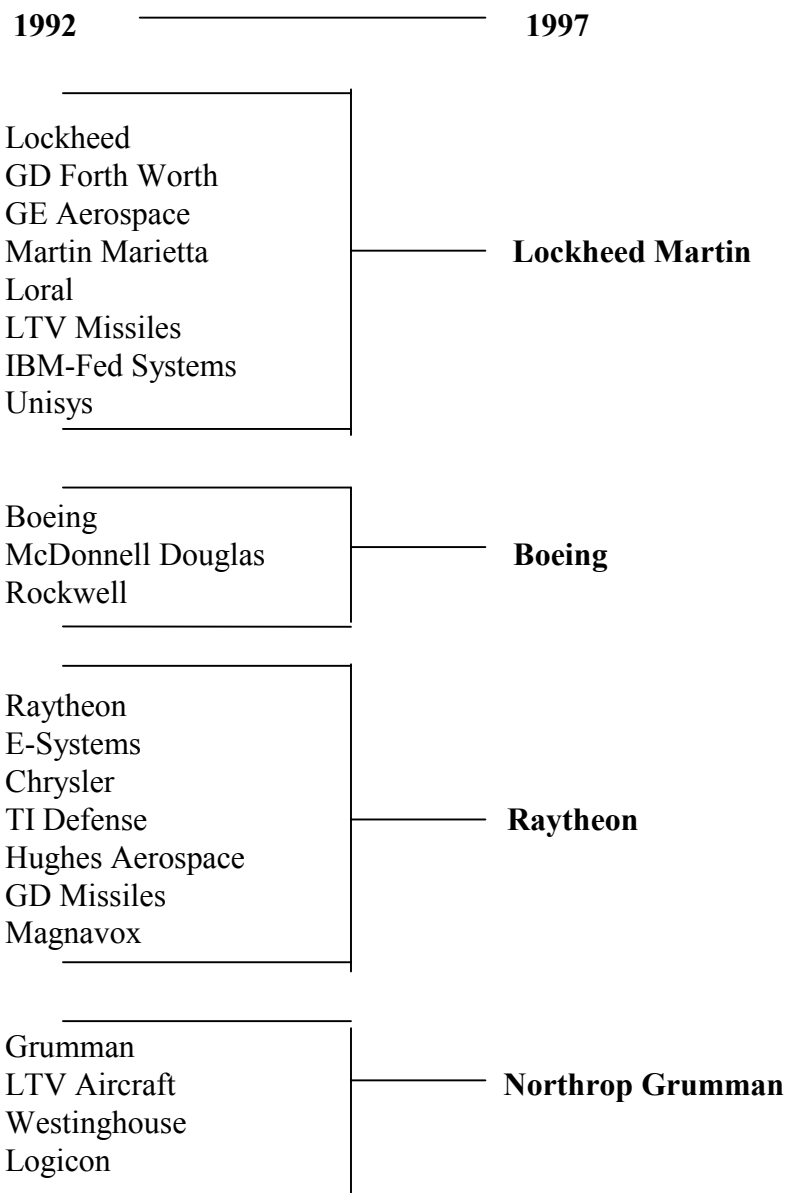 1992 1997
Lockheed
GD Forth Worth
GE Aerospace
Martin Marietta Lockheed Martin
Loral
LTV Missiles
IBM-Fed Systems
Unisys
Boeing
McDonnell Douglas Boeing
Rockwell
Raytheon
E-Systems
Chrysler
TI Defense Raytheon
Hughes Aerospace
GD Missiles
Magnavox
Grumman
LTV Aircraft Northrop Grumman
Westinghouse
Logicon